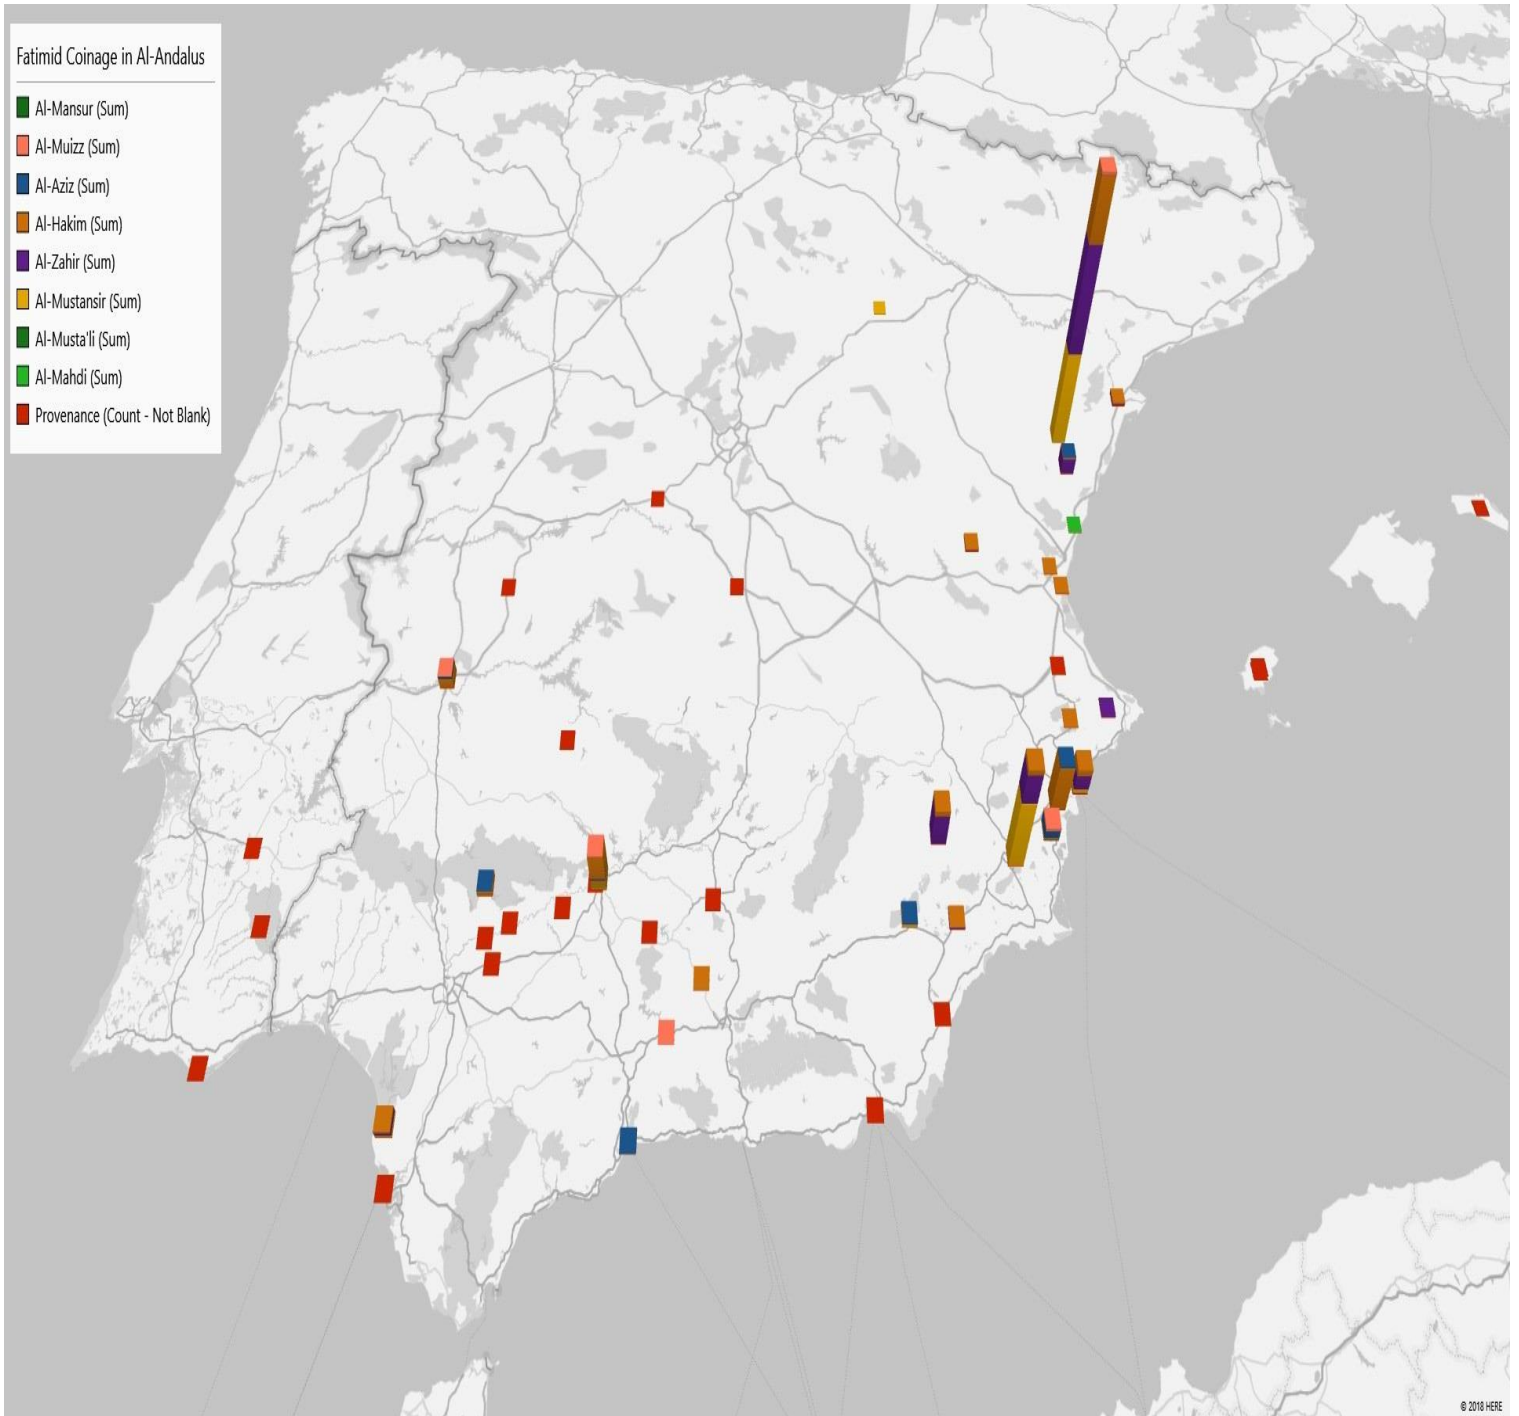 Fatimid Coinage in Al-Andalus
Al-Mansur (Sum)
Al-Muizz (Sum)
Al-Aziz (Sum)
Al-Hakim (Sum)
Al-Zahir (Sum)
Al-Mustansir (Sum)
Al-Musta'li (Sum)
Al-Mahdi (Sum)
Provenance (Count - Not Blank)
© 2018 HERE